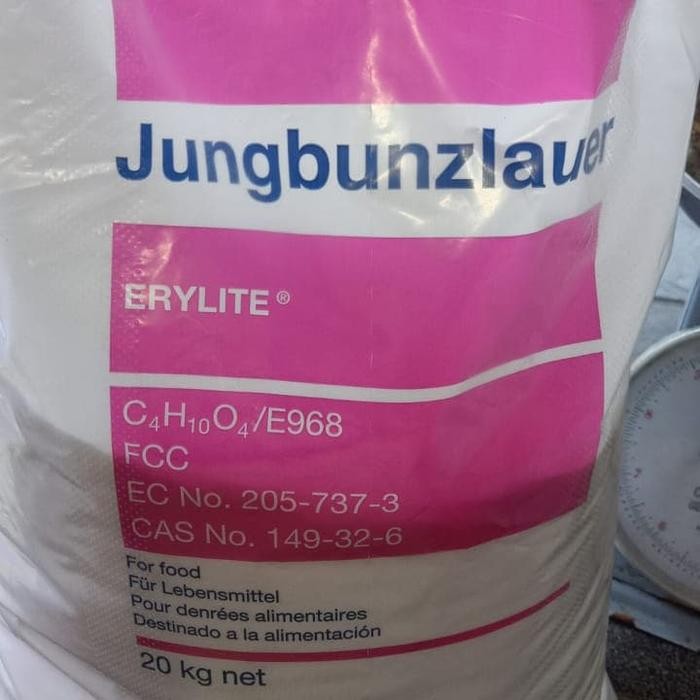 Jungbunzlauer
ERYLITE®
C₄H₁₀O₄/E968
FCC
EC No. 205-737-3
CAS No. 149-32-6
For food
Für Lebensmittel
Pour denrées alimentaires
Destinado a la alimentación
20 kg net